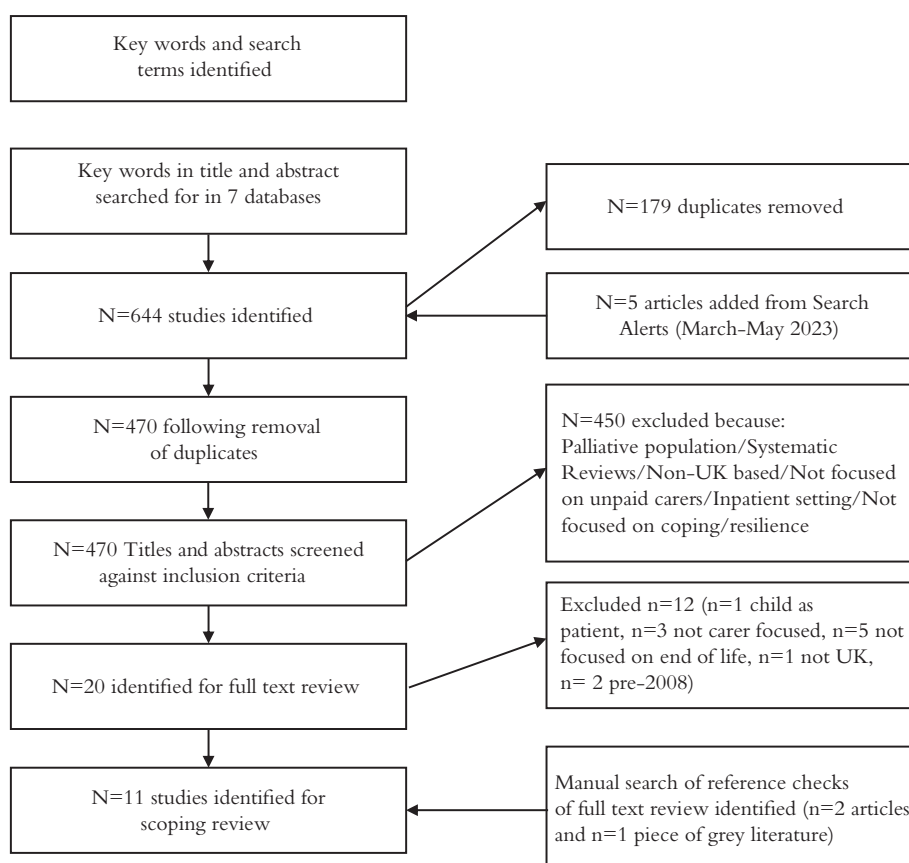 Key words and search
terms identified
Key words in title and abstract
searched for in 7 databases
N=179 duplicates removed
N=644 studies identified
N=5 articles added from Search
Alerts (March-May 2023)
N=470 following removal
of duplicates
N=450 excluded because:
Palliative population/Systematic
Reviews/Non-UK based/Not focused
on unpaid carers/Inpatient setting/Not
focused on coping/resilience
N=470 Titles and abstracts screened
against inclusion criteria
Excluded n=12 (n=1 child as
patient, n=3 not carer focused, n=5 not
focused on end of life, n=1 not UK,
n= 2 pre-2008)
N=20 identified for full text review
N=11 studies identified for
scoping review
Manual search of reference checks
of full text review identified (n=2 articles
and n=1 piece of grey literature)